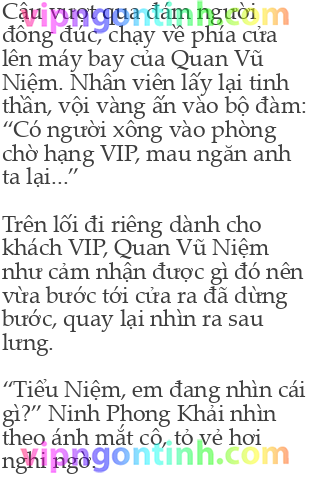 Cậu vượt qua đám người
vipngontinh.com
đông đúc, chạy về phía cửa
lên máy bay của Quan Vũ
Niệm. Nhân viên lấy lại tinh
thần, vội vàng ấn vào bộ đàm:
“Có người xông vào phòng
chờ hạng VIP, mau ngăn anh
ta lại...”
Trên lối đi riêng dành cho
khách VIP, Quan Vũ Niệm
như cảm nhận được gì đó nên
vừa bước tới cửa ra đã dừng
bước, quay lại nhìn ra sau
lưng.
“Tiểu Niệm, em đang nhìn cái
gì?” Ninh Phong Khải nhìn
theo ánh mắt cô, tỏ vẻ hơi
vipngontinh.com
nghi ngờ.